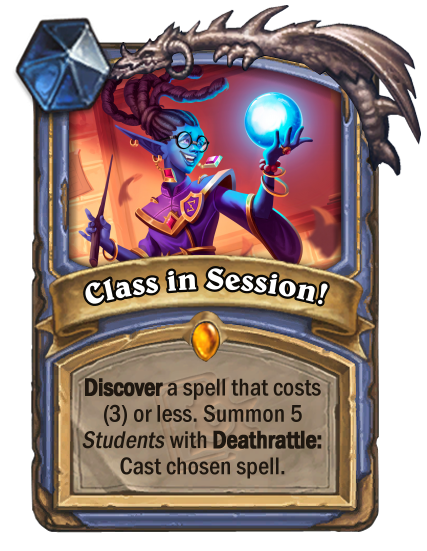 Class in Session!
Discover a spell that costs
(3) or less. Summon 5
Students with Deathrattle:
Cast chosen spell.